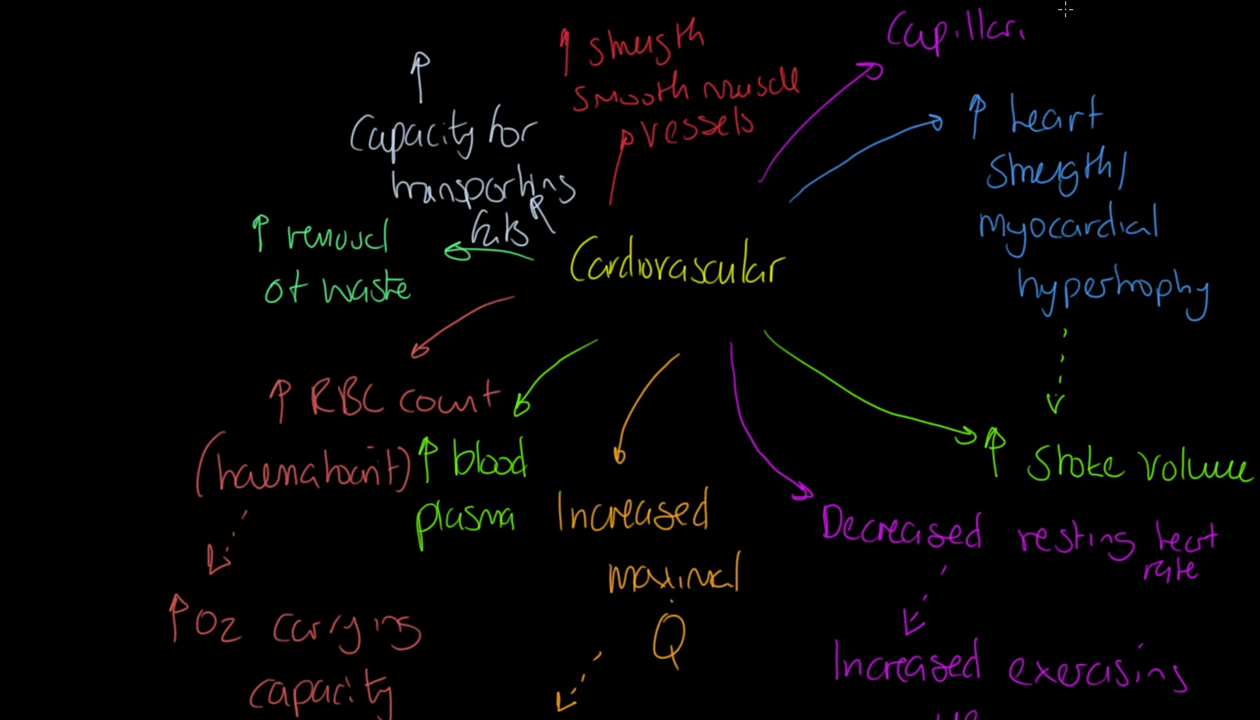 ↑ strength
smooth muscle
vessels
Capillari
↑
Capacity for
transporting
fats
↑ heart
strength/
myocardial
hypertrophy
↑ removal
of waste
Cardiovascular
↑ RBC count
(haematocrit)
↑ blood
plasma
Increased
maximal
Q
↑ Stroke volume
Decreased resting heart
rate
↑ O2 carrying
capacity
Increased exercising